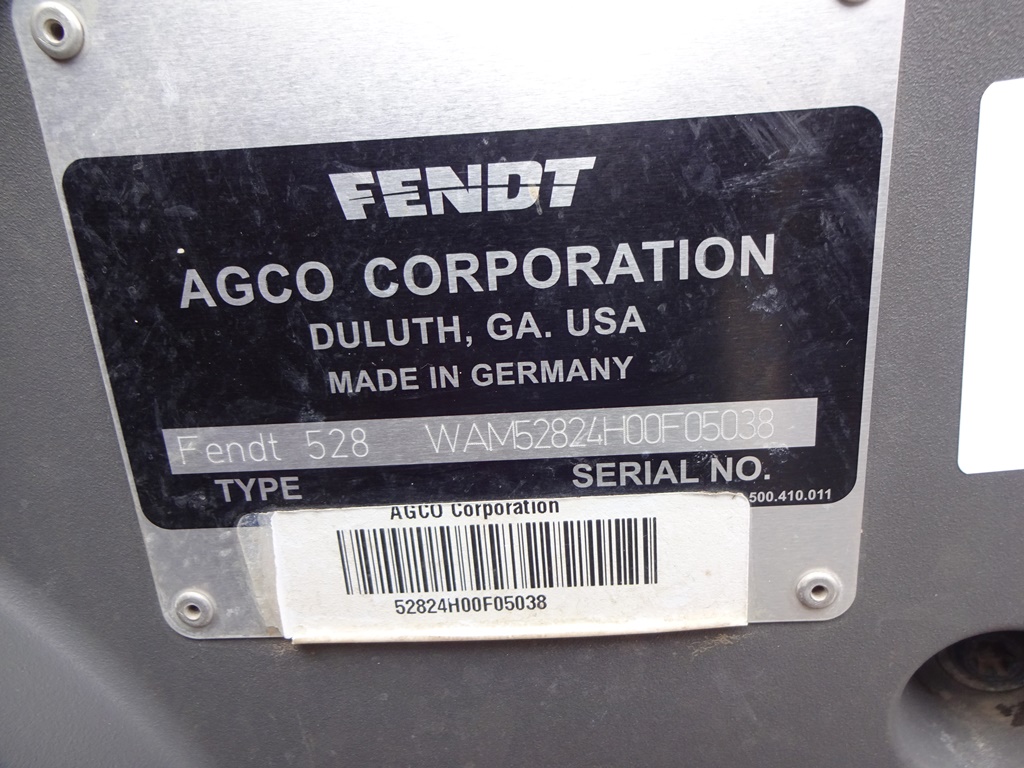 FENDT
AGCO CORPORATION
DULUTH, GA. USA
MADE IN GERMANY
Fendt 528 WAM52824H00F05038
TYPE SERIAL NO.
500.410.011
AGCO Corporation
52824H00F05038